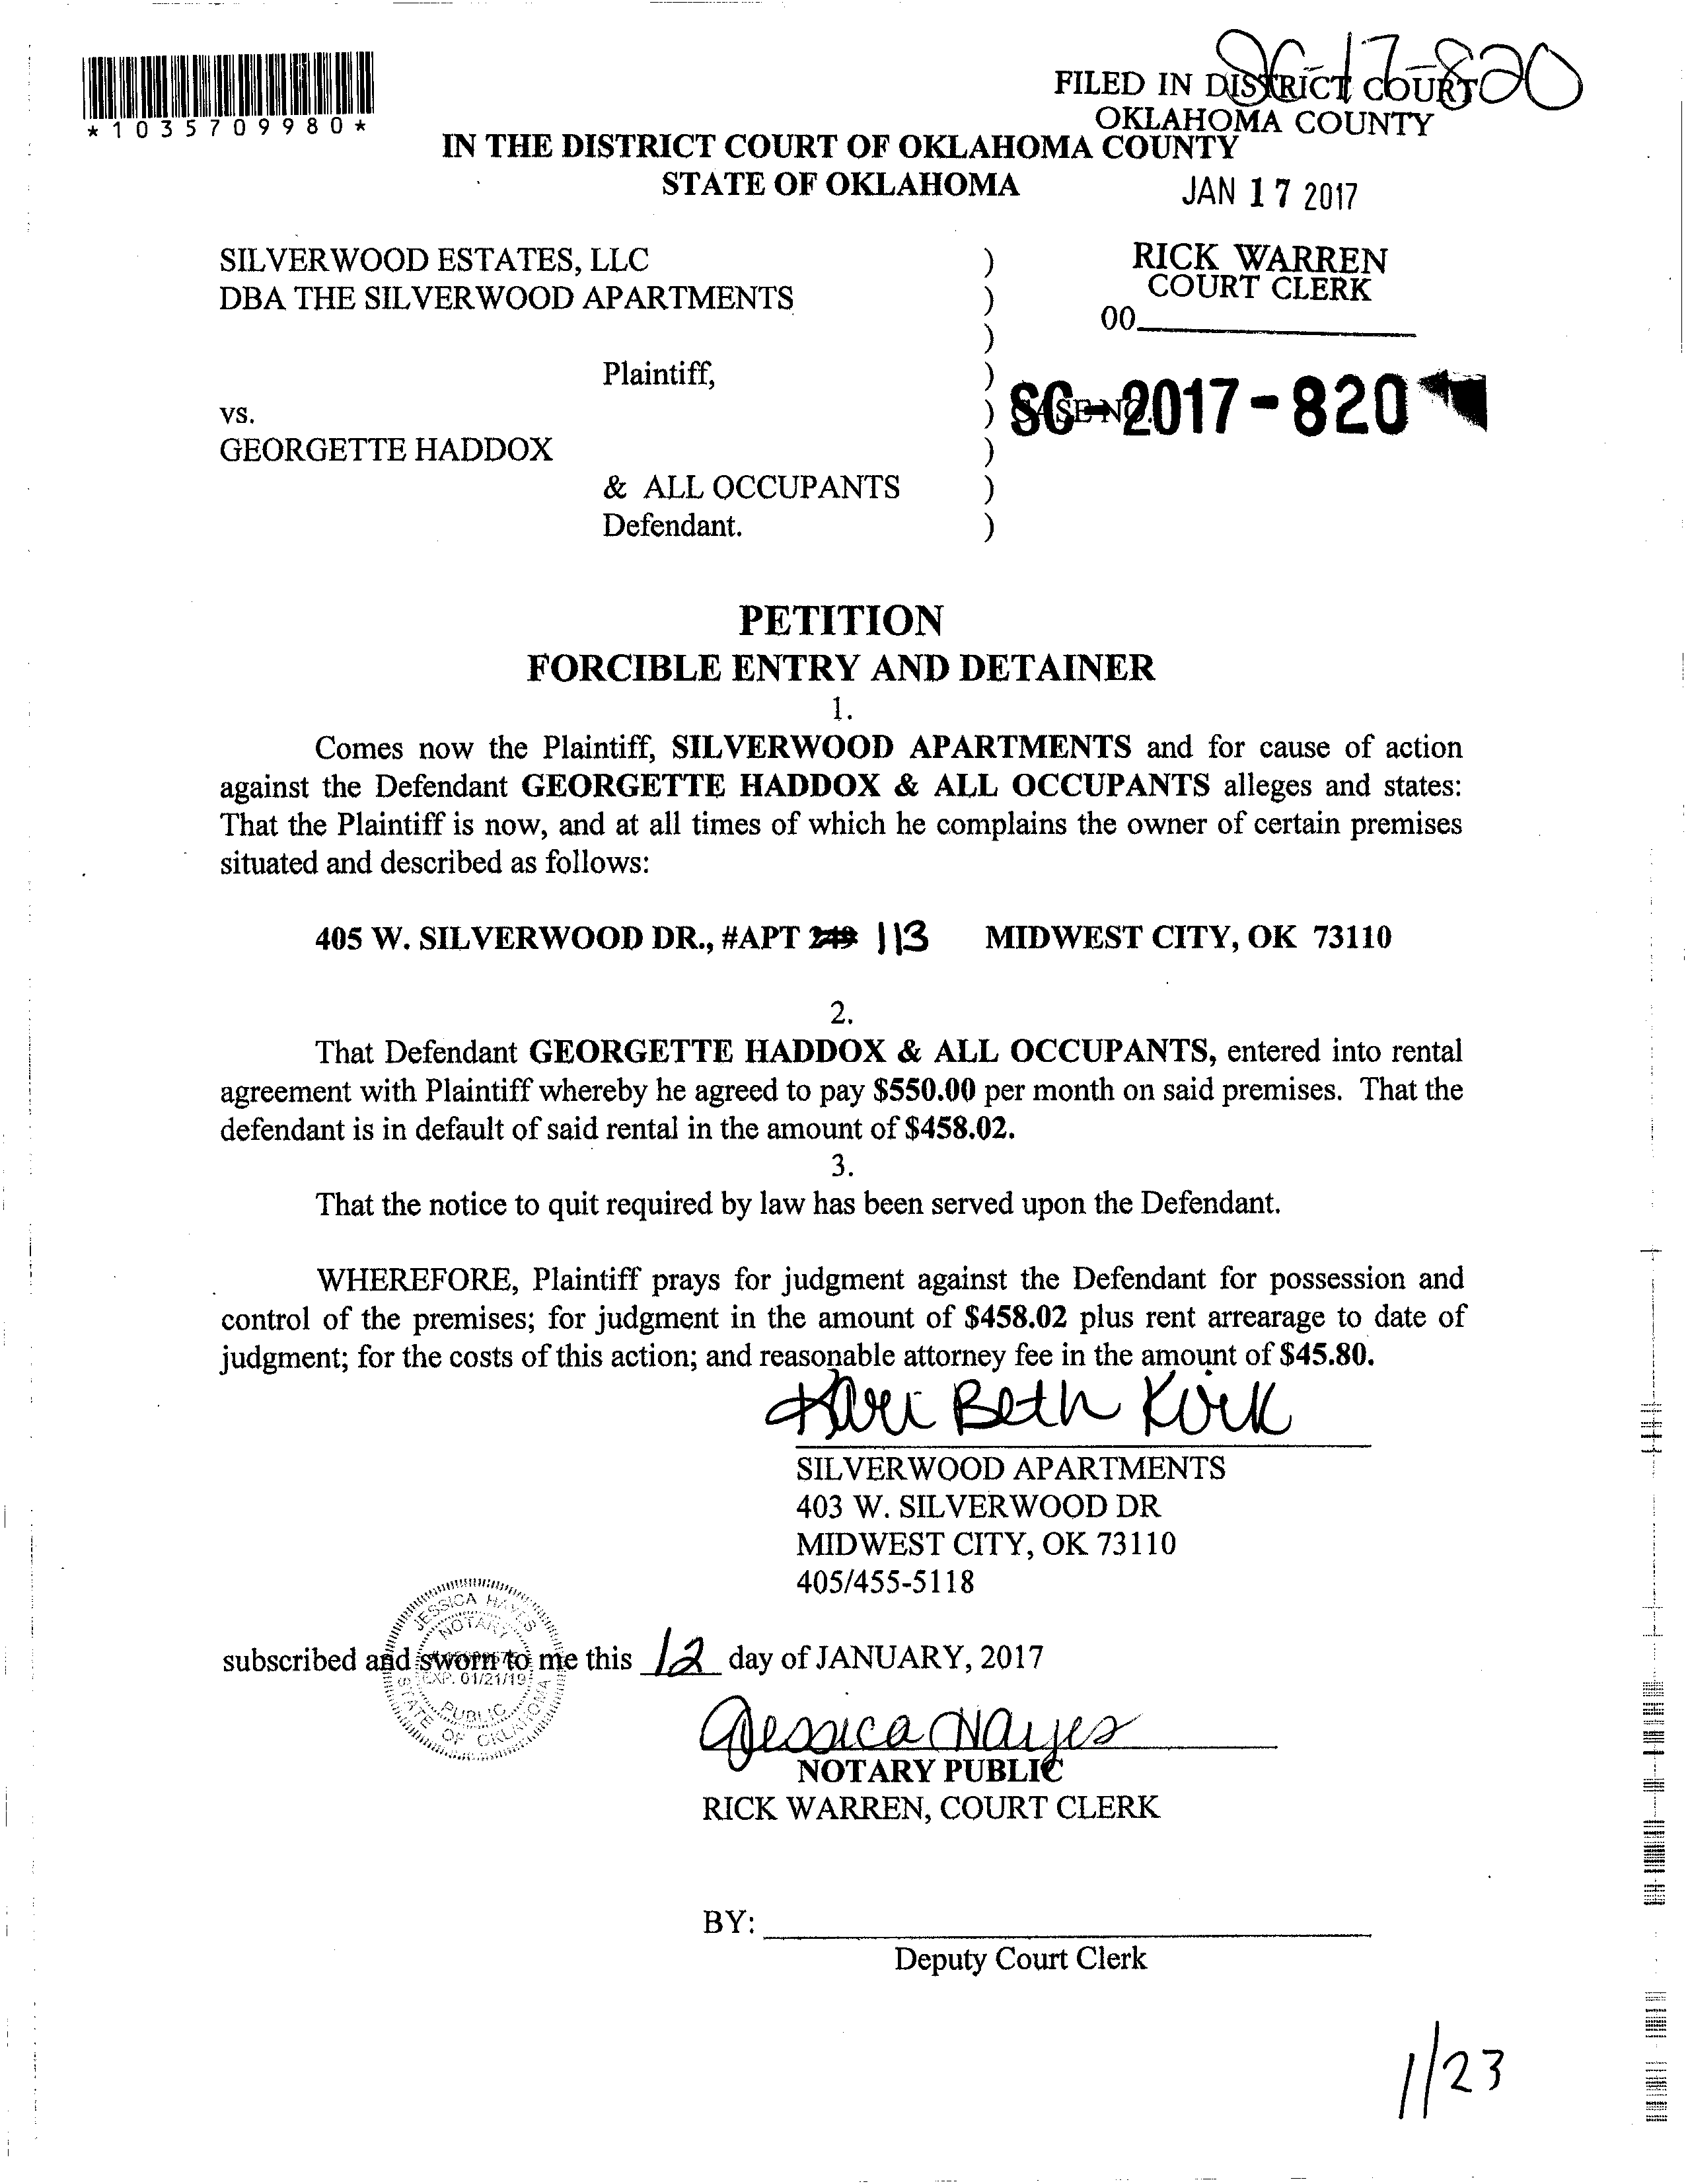 SC-17-820
FILED IN DISTRICT COURT
OKLAHOMA COUNTY
*1035709980*
IN THE DISTRICT COURT OF OKLAHOMA COUNTY
STATE OF OKLAHOMA
JAN 17 2017
SILVERWOOD ESTATES, LLC )
DBA THE SILVERWOOD APARTMENTS )
)
RICK WARREN
COURT CLERK
00
Plaintiff, )
vs. ) CASE NO.
SC-2017-820
GEORGETTE HADDOX )
& ALL OCCUPANTS )
Defendant. )
PETITION
FORCIBLE ENTRY AND DETAINER
1.
Comes now the Plaintiff, SILVERWOOD APARTMENTS and for cause of action
against the Defendant GEORGETTE HADDOX & ALL OCCUPANTS alleges and states:
That the Plaintiff is now, and at all times of which he complains the owner of certain premises
situated and described as follows:
405 W. SILVERWOOD DR., #APT 113 MIDWEST CITY, OK 73110
2.
That Defendant GEORGETTE HADDOX & ALL OCCUPANTS, entered into rental
agreement with Plaintiff whereby he agreed to pay $550.00 per month on said premises. That the
defendant is in default of said rental in the amount of $458.02.
3.
That the notice to quit required by law has been served upon the Defendant.
WHEREFORE, Plaintiff prays for judgment against the Defendant for possession and
control of the premises; for judgment in the amount of $458.02 plus rent arrearage to date of
judgment; for the costs of this action; and reasonable attorney fee in the amount of $45.80.
Kari Beth Kirk
SILVERWOOD APARTMENTS
403 W. SILVERWOOD DR
MIDWEST CITY, OK 73110
405/455-5118
JESSICA HAYES
NOTARY
EXP. 01/21/19
PUBLIC
STATE OF OKLAHOMA
subscribed and sworn to me this 12 day of JANUARY, 2017
Jessica Hayes
NOTARY PUBLIC
RICK WARREN, COURT CLERK
BY:
Deputy Court Clerk
1/23